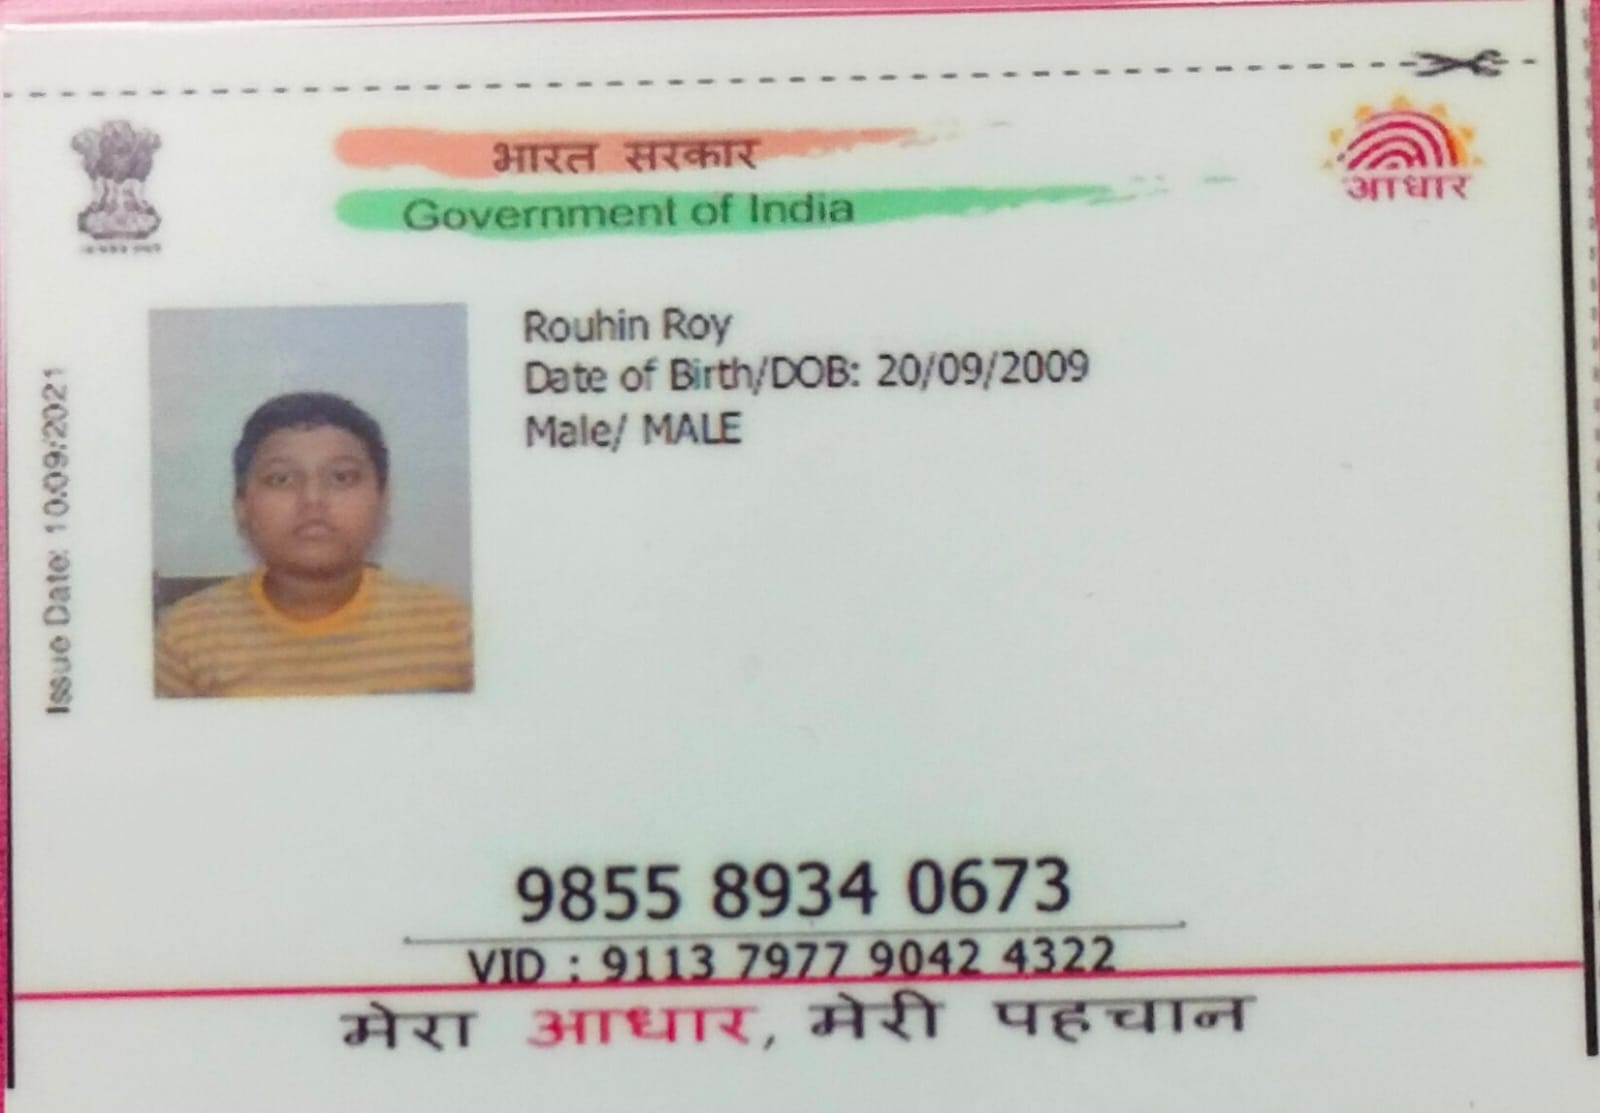 भारत सरकार
Government of India
आधार
Rouhin Roy
Date of Birth/DOB: 20/09/2009
Male/ MALE
Issue Date: 10/09/2021
9855 8934 0673
VID : 9113 7977 9042 4322
मेरा आधार, मेरी पहचान